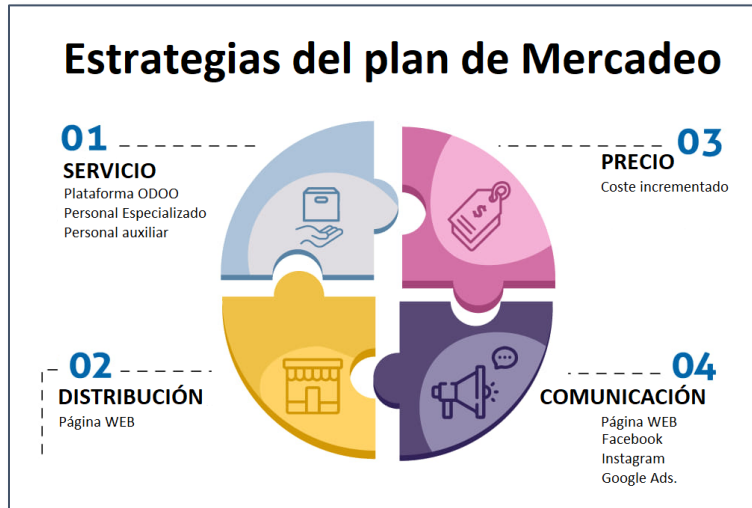 Estrategias del plan de Mercadeo
01
SERVICIO
Plataforma ODOO
Personal Especializado
Personal auxiliar
02
DISTRIBUCIÓN
Página WEB
03
PRECIO
Coste incrementado
$
04
COMUNICACIÓN
Página WEB
Facebook
Instagram
Google Ads.